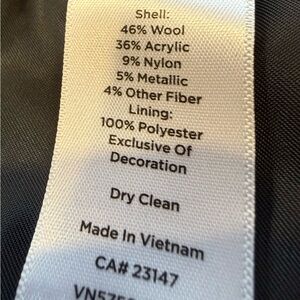 Shell:
46% Wool
36% Acrylic
9% Nylon
5% Metallic
4% Other Fiber
Lining:
100% Polyester
Exclusive Of
Decoration
Dry Clean
Made In Vietnam
CA# 23147